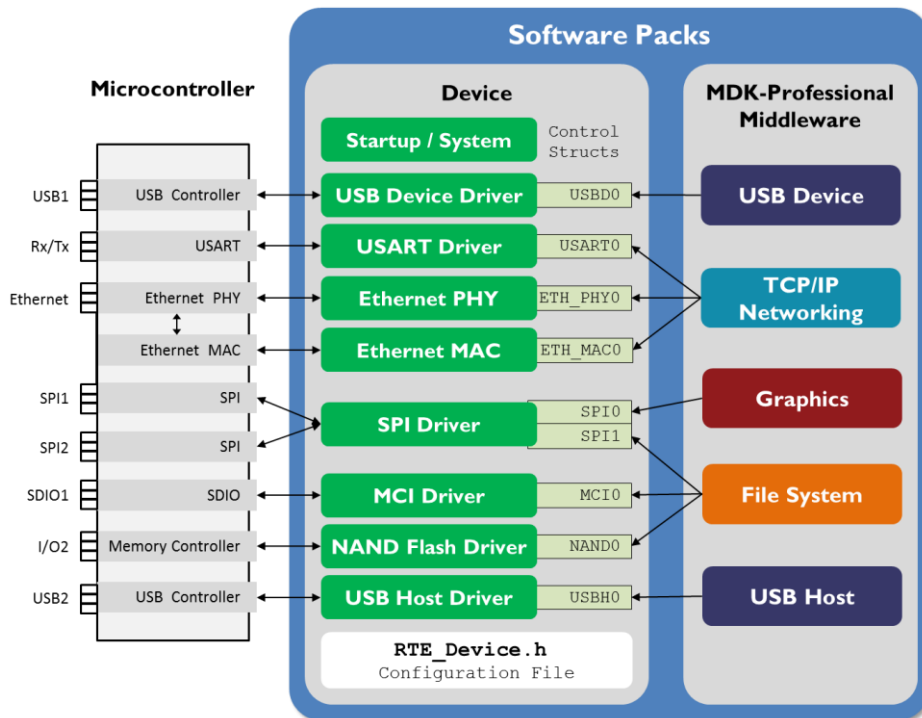 Software Packs
Microcontroller
Device
MDK-Professional
Middleware
Startup / System
Control
Structs
USB1
USB Controller
USB Device Driver
USBD0
USB Device
Rx/Tx
USART
USART Driver
USART0
Ethernet
Ethernet PHY
Ethernet PHY
ETH_PHY0
TCP/IP
Networking
Ethernet MAC
Ethernet MAC
ETH_MAC0
SPI1
SPI
SPI Driver
SPI0
Graphics
SPI2
SPI
SPI1
SDIO1
SDIO
MCI Driver
MCI0
File System
I/O2
Memory Controller
NAND Flash Driver
NAND0
USB2
USB Controller
USB Host Driver
USBH0
USB Host
RTE_Device.h
Configuration File